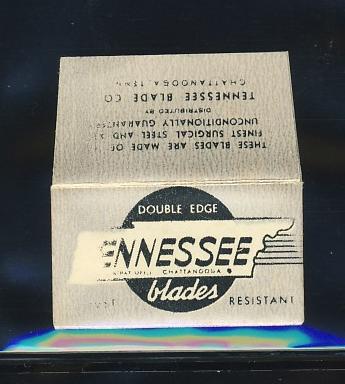 THESE BLADES ARE MADE OF
FINEST SURGICAL STEEL AND
UNCONDITIONALLY
DISTRIBUTED BY
TENNESSEE BLADE CO
CHATTANOOGA TENN
DOUBLE EDGE
ENNESSEE
CHATTANOOGA
blades
RESISTANT